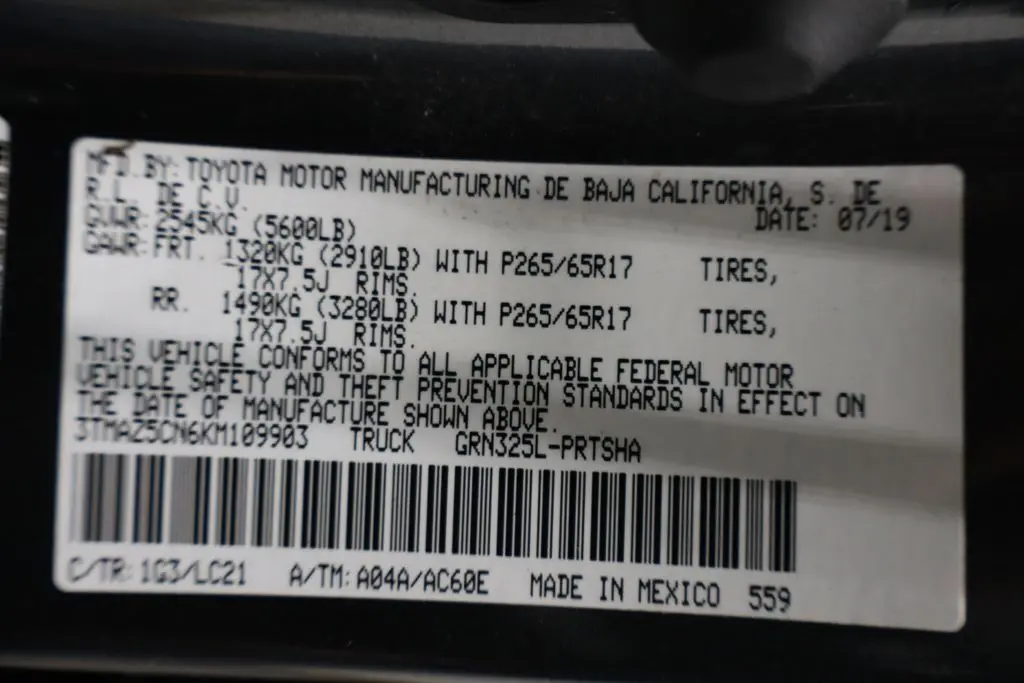 MFD. BY: TOYOTA MOTOR MANUFACTURING DE BAJA CALIFORNIA, S. DE
R.L. DE C.V.
DATE: 07/19
GVWR: 2545KG (5600LB)
GAWR: FRT. 1320KG (2910LB) WITH P265/65R17 TIRES,
17X7.5J RIMS.
RR. 1490KG (3280LB) WITH P265/65R17 TIRES,
17X7.5J RIMS.
THIS VEHICLE CONFORMS TO ALL APPLICABLE FEDERAL MOTOR
VEHICLE SAFETY AND THEFT PREVENTION STANDARDS IN EFFECT ON
THE DATE OF MANUFACTURE SHOWN ABOVE.
3TMAZ5CN6KM109903 TRUCK GRN325L-PRTSHA
C/TR: 1G3/LC21 A/TM: A04A/AC60E MADE IN MEXICO 559